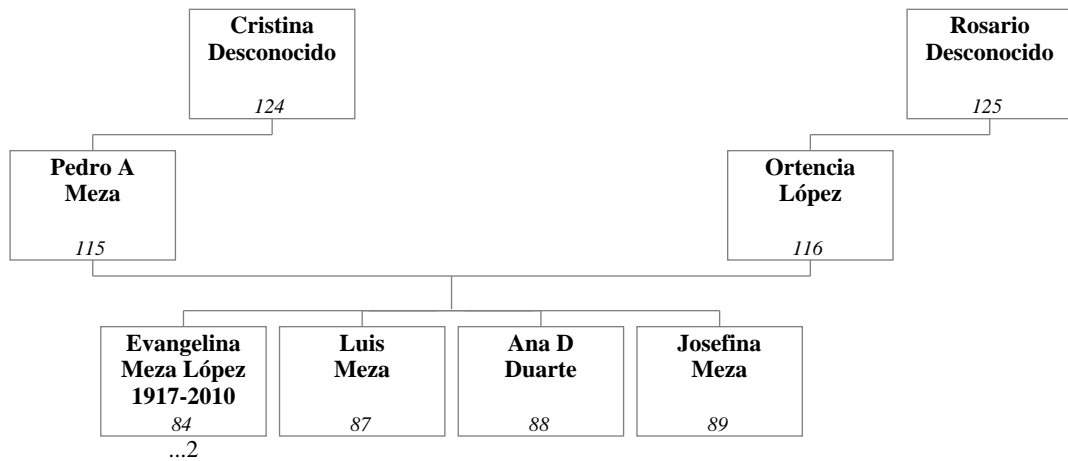 Cristina
Desconocido
124
Rosario
Desconocido
125
Pedro A
Meza
115
Ortencia
López
116
Evangelina
Meza López
1917-2010
84
...2
Luis
Meza
87
Ana D
Duarte
88
Josefina
Meza
89